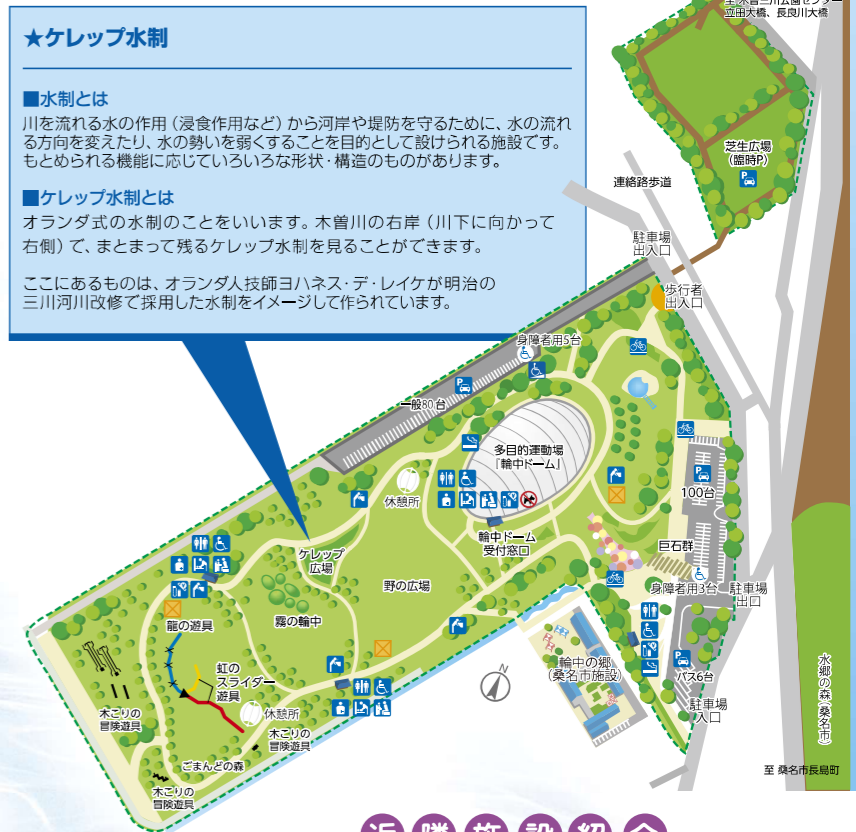 ★ケレップ水制
■水制とは
川を流れる水の作用（浸食作用など）から河岸や堤防を守るために、水の流れ
る方向を変えたり、水の勢いを弱くすることを目的として設けられる施設です。
もとめられる機能に応じていろいろな形状・構造のものがあります。
■ケレップ水制とは
オランダ式の水制のことをいいます。木曽川の右岸（川下に向かって
右側）で、まとまって残るケレップ水制を見ることができます。
ここにあるものは、オランダ人技師ヨハネス・デ・レイケが明治の
三川河川改修で採用した水制をイメージして作られています。
至 木曽三川公園センター
立田大橋、長良川大橋
芝生広場
（臨時P）
P
連絡路歩道
駐車場
出入口
歩行者
出入口
身障者用5台
P
一般80台
多目的運動場
『輪中ドーム』
P
100台
休憩所
輪中ドーム
受付窓口
巨石群
ケレップ
広場
野の広場
身障者用3台
駐車場
出口
霧の輪中
龍の遊具
虹の
スライダー
遊具
N
輪中の郷
（桑名市施設）
P
バス6台
水郷の森（桑名市）
木こりの
冒険遊具
休憩所
木こりの
冒険遊具
駐車場
入口
ごまんどの森
木こりの
冒険遊具
至 桑名市長島町
近隣施設紹介